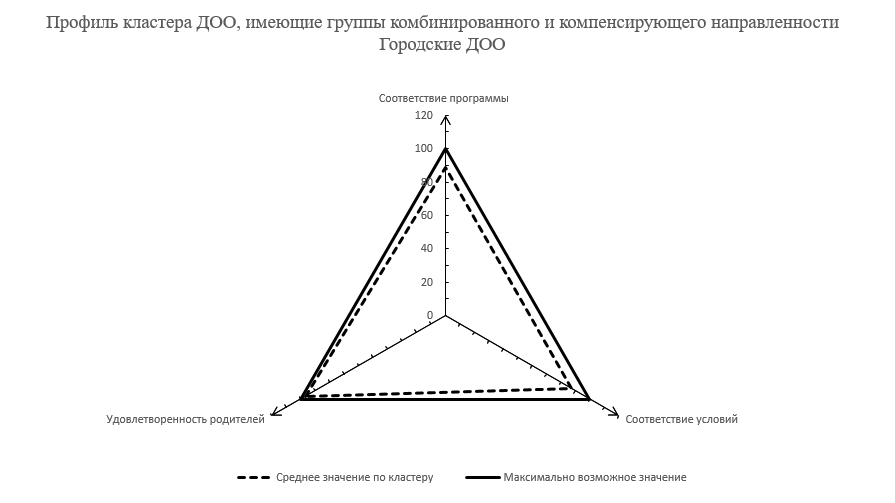 Профиль кластера ДОО, имеющие группы комбинированного и компенсирующего направленности
Городские ДОО
Соответствие программы
120
100
80
60
40
20
0
Удовлетворенность родителей
Соответствие условий
Среднее значение по кластеру
Максимально возможное значение